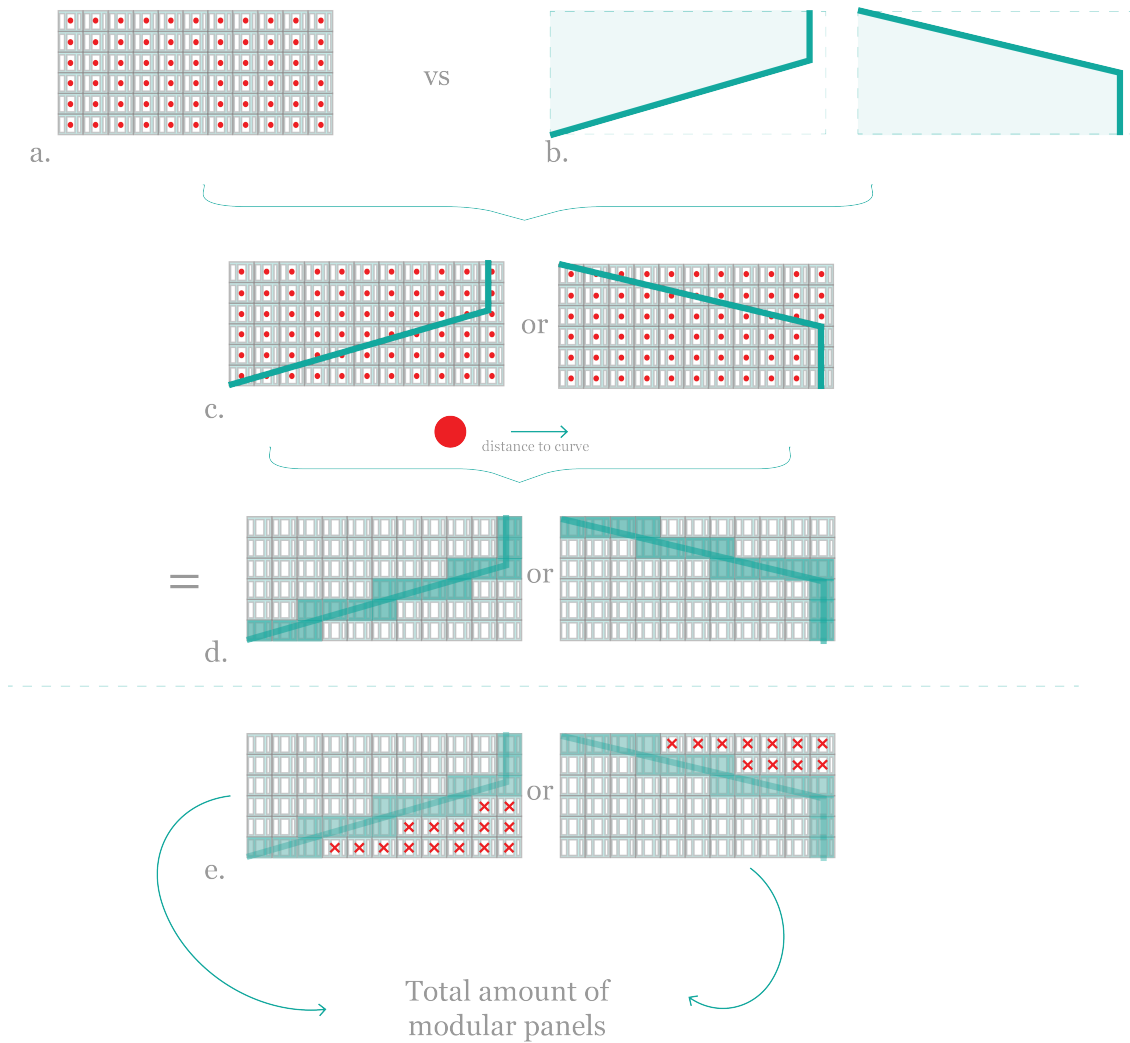 vs
a.
b.
or
c.
distance to curve
=
or
d.
or
e.
Total amount of
modular panels